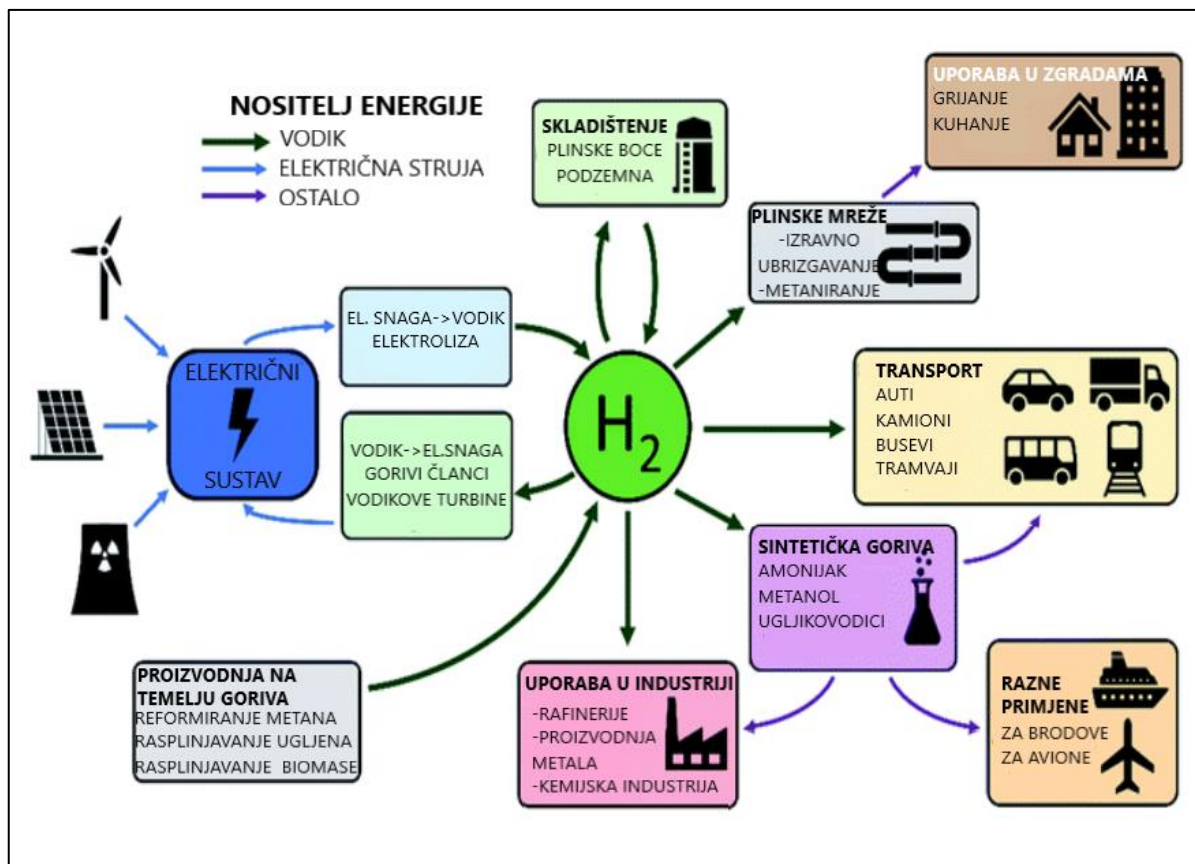 NOSITELJ ENERGIJE
VODIK
ELEKTRIČNA STRUJA
OSTALO
SKLADIŠTENJE
PLINSKE BOCE
PODZEMNA
UPORABA U ZGRADAMA
GRIJANJE
KUHANJE
PLINSKE MREŽE
-IZRAVNO
UBRIZGAVANJE
-METANIRANJE
EL. SNAGA->VODIK
ELEKTROLIZA
ELEKTRIČNI
SUSTAV
VODIK->EL.SNAGA
GORIVI ČLANCI
VODIKOVE TURBINE
H2
TRANSPORT
AUTI
KAMIONI
BUSEVI
TRAMVAJI
SINTETIČKA GORIVA
AMONIJAK
METANOL
UGLJIKOVODICI
PROIZVODNJA NA
TEMELJU GORIVA
REFORMIRANJE METANA
RASPLINJAVANJE UGLJENA
RASPLINJAVANJE BIOMASE
UPORABA U INDUSTRIJI
-RAFINERIJE
-PROIZVODNJA
METALA
-KEMIJSKA INDUSTRIJA
RAZNE
PRIMJENE
ZA BRODOVE
ZA AVIONE